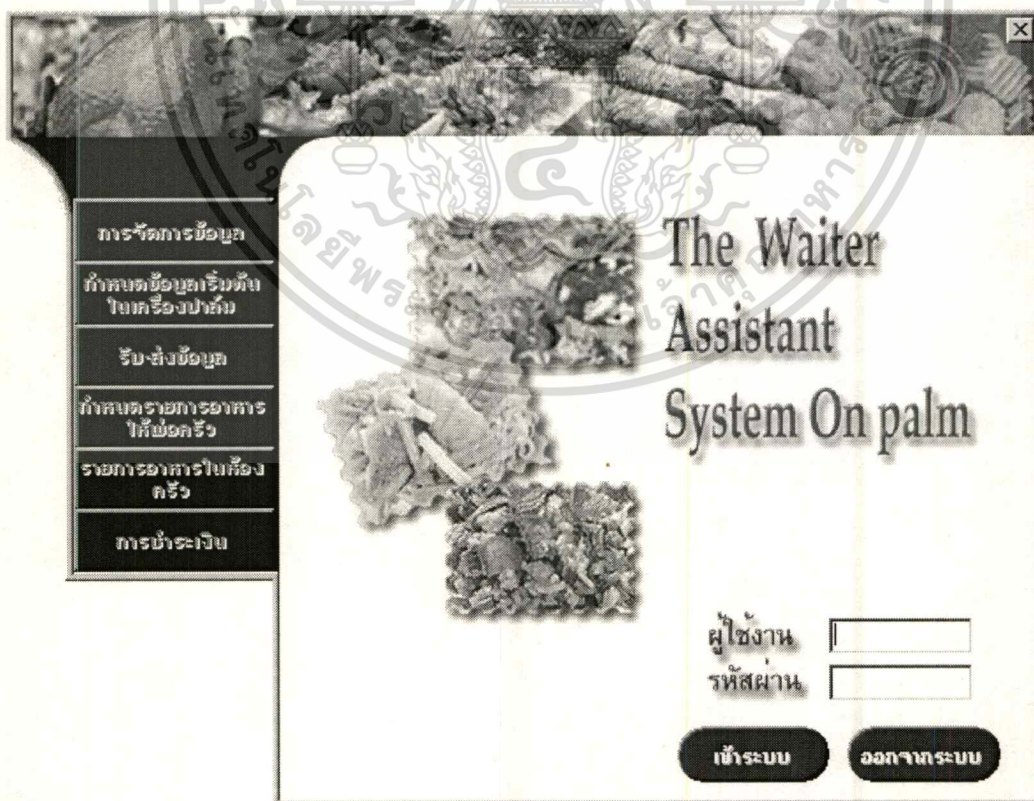 การจัดการข้อมูล
กำหนดข้อมูลเริ่มต้น
ในเครื่องปาล์ม
รับ-ส่งข้อมูล
กำหนดรายการอาหาร
ให้พ่อครัว
รายการอาหารในห้อง
ครัว
การชำระเงิน
The Waiter
Assistant
System On palm
ผู้ใช้งาน
รหัสผ่าน
เข้าระบบ
ออกจากระบบ